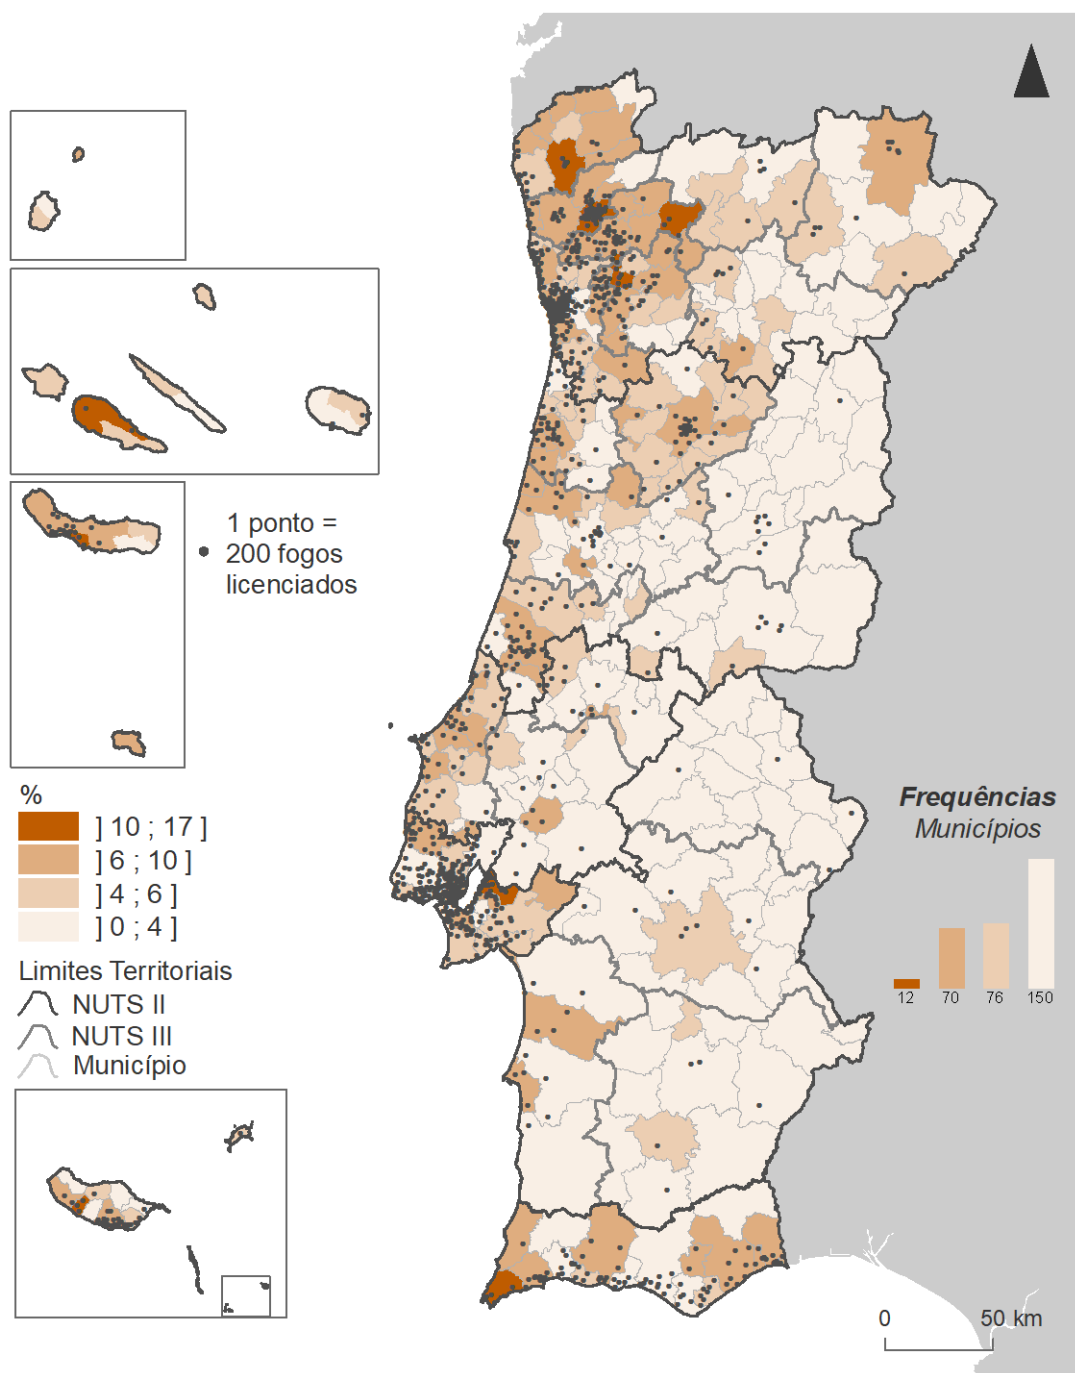 1 ponto =
200 fogos
licenciados
%
] 10 ; 17 ]
] 6 ; 10 ]
] 4 ; 6 ]
] 0 ; 4 ]
Limites Territoriais
NUTS II
NUTS III
Município
Frequências
Municípios
12 70 76 150
0 50 km